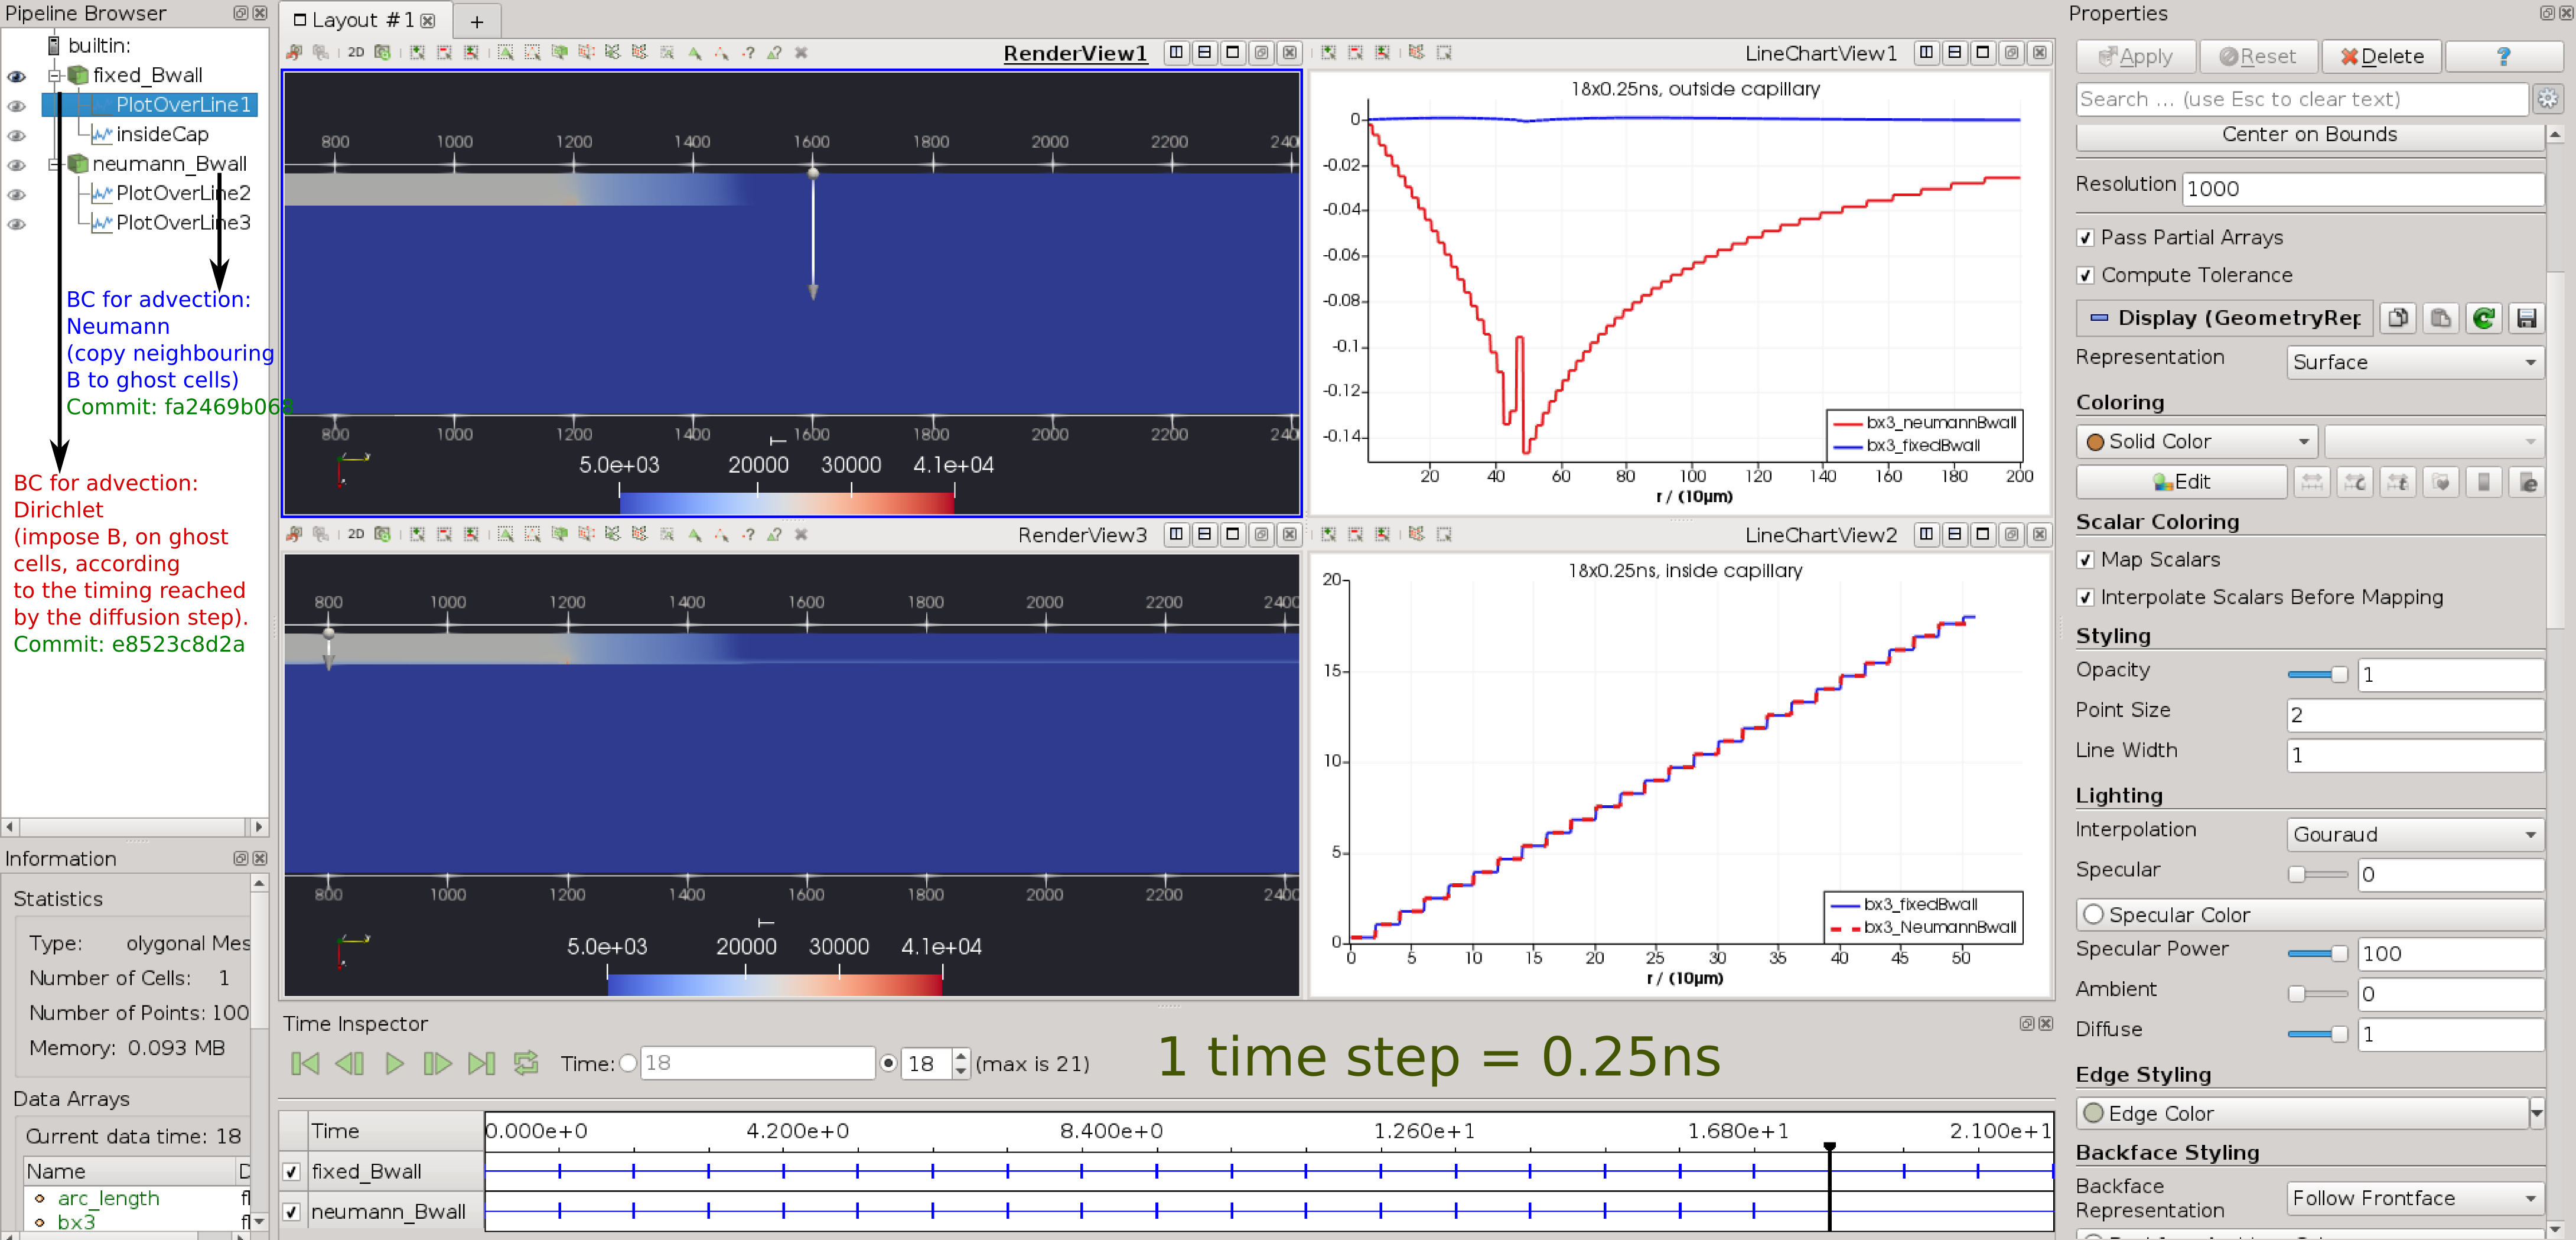 Pipeline Browser
builtin:
fixed_Bwall
PlotOverLine1
insideCap
neumann_Bwall
PlotOverLine2
PlotOverLine3
BC for advection:
Neumann
(copy neighbouring
B to ghost cells)
Commit: fa2469b068
BC for advection:
Dirichlet
(impose B, on ghost
cells, according
to the timing reached
by the diffusion step).
Commit: e8523c8d2a
Information
Statistics
Type: olygonal Mes
Number of Cells: 1
Number of Points: 100
Memory: 0.093 MB
Data Arrays
Current data time: 18
Name D
arc_length fl
bx3 fl
Layout #1 +
2D RenderView1
800 1000 1200 1400 1600 1800 2000 2200 240
800 1000 1200 1400 1600 1800 2000 2200 240
T
5.0e+03 20000 30000 4.1e+04
LineChartView1
18x0.25ns, outside capillary
0
-0.02
-0.04
-0.06
-0.08
-0.1
-0.12
-0.14
bx3_neumannBwall
bx3_fixedBwall
20 40 60 80 100 120 140 160 180 200
r / (10µm)
2D RenderView3
800 1000 1200 1400 1600 1800 2000 2200 2400
800 1000 1200 1400 1600 1800 2000 2200 2400
T
5.0e+03 20000 30000 4.1e+04
LineChartView2
18x0.25ns, inside capillary
20
15
10
5
0
bx3_fixedBwall
bx3_NeumannBwall
0 5 10 15 20 25 30 35 40 45 50
r / (10µm)
Time Inspector
Time: 18 18 (max is 21)
1 time step = 0.25ns
Time 0.000e+0 4.200e+0 8.400e+0 1.260e+1 1.680e+1 2.100e+1
fixed_Bwall
neumann_Bwall
Properties
Apply Reset Delete ?
Search ... (use Esc to clear text)
Center on Bounds
Resolution 1000
Pass Partial Arrays
Compute Tolerance
Display (GeometryRep
Representation Surface
Coloring
Solid Color
Edit
Scalar Coloring
Map Scalars
Interpolate Scalars Before Mapping
Styling
Opacity 1
Point Size 2
Line Width 1
Lighting
Interpolation Gouraud
Specular 0
Specular Color
Specular Power 100
Ambient 0
Diffuse 1
Edge Styling
Edge Color
Backface Styling
Backface
Representation Follow Frontface